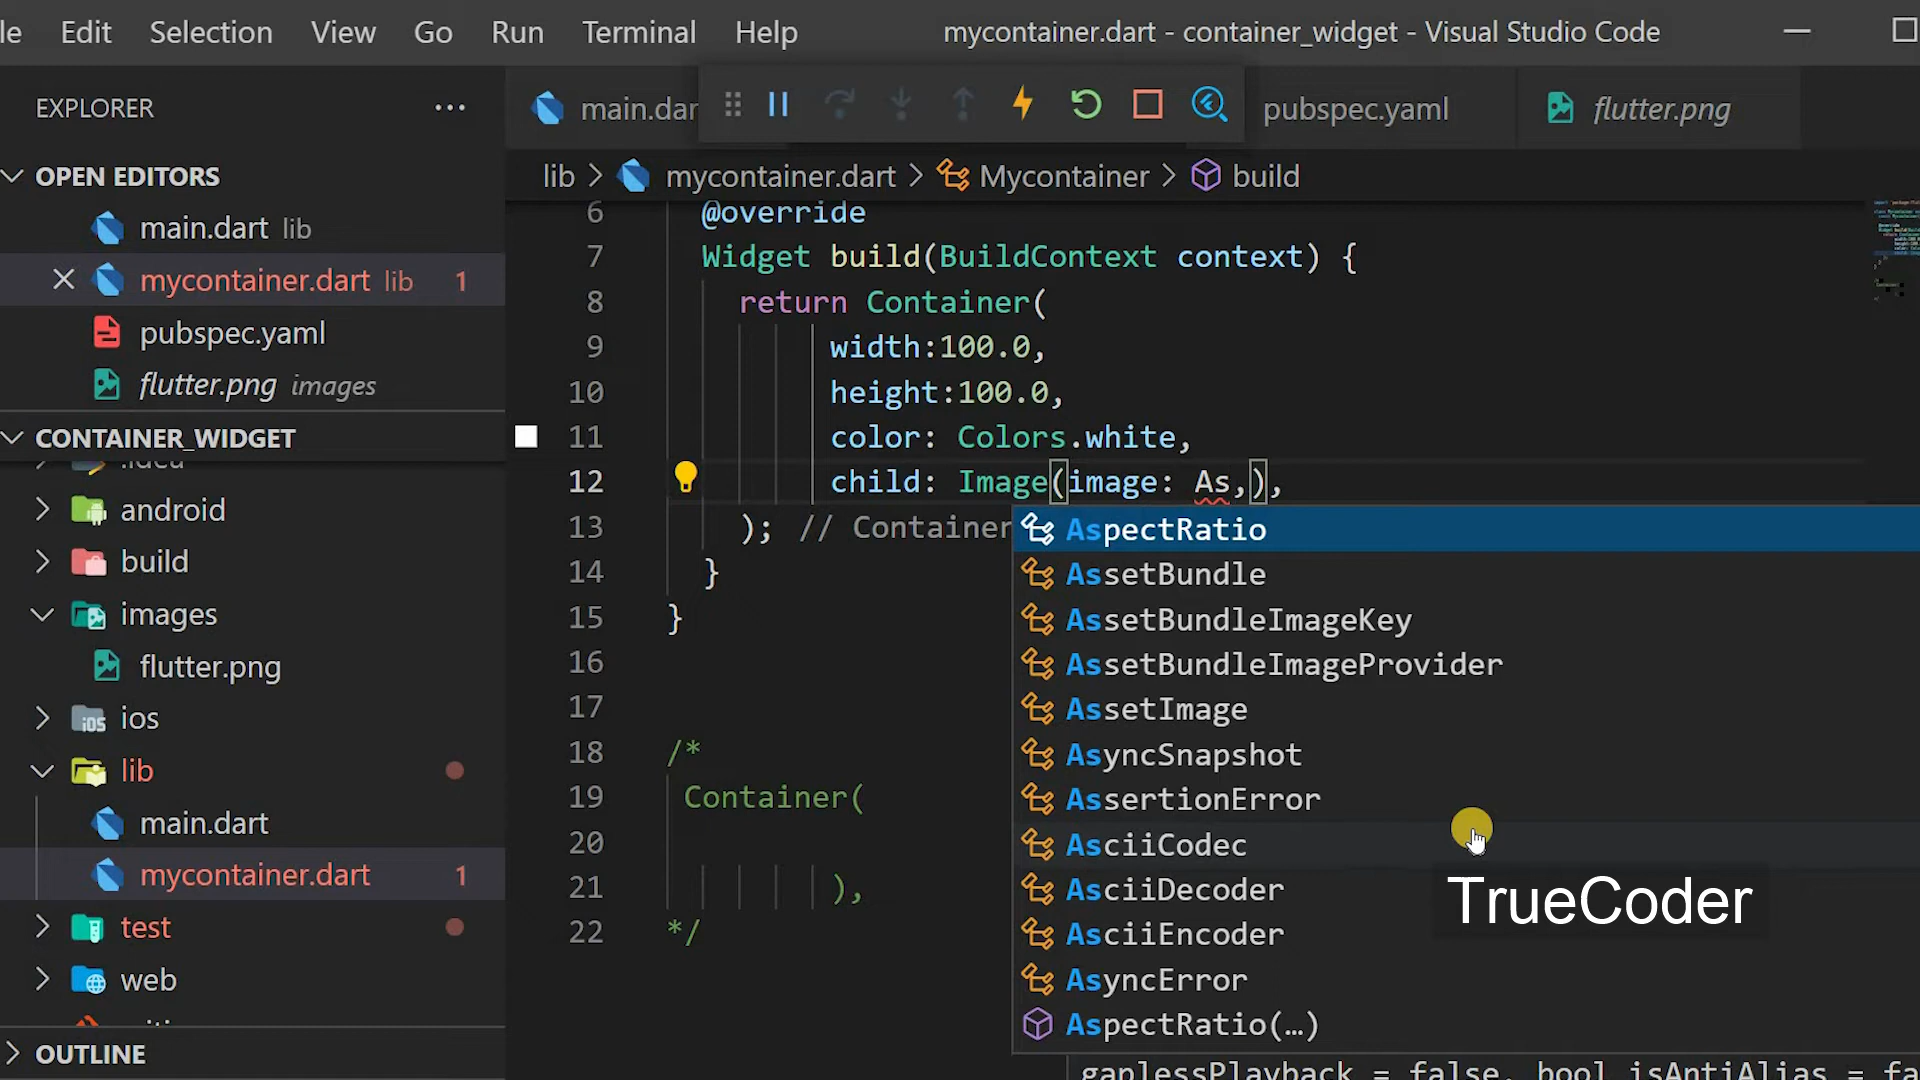 le Edit Selection View Go Run Terminal Help mycontainer.dart - container_widget - Visual Studio Code
EXPLORER ...
main.dar
pubspec.yaml
flutter.png
OPEN EDITORS
lib > mycontainer.dart > Mycontainer > build
main.dart lib
mycontainer.dart lib 1
pubspec.yaml
flutter.png images
CONTAINER_WIDGET
.idea
android
build
images
flutter.png
ios
lib
main.dart
mycontainer.dart 1
test
web
OUTLINE
6 @override
7 Widget build(BuildContext context) {
8 return Container(
9 width:100.0,
10 height:100.0,
11 color: Colors.white,
12 child: Image(image: As,),
13 ); // Container
14 }
15 }
16
17
18 /*
19 Container(
20
21 ),
22 */
AspectRatio
AssetBundle
AssetBundleImageKey
AssetBundleImageProvider
AssetImage
AsyncSnapshot
AssertionError
AsciiCodec
AsciiDecoder
AsciiEncoder
AsyncError
AspectRatio(…)
gaplessPlayback = false, bool isAntiAlias = fa
TrueCoder